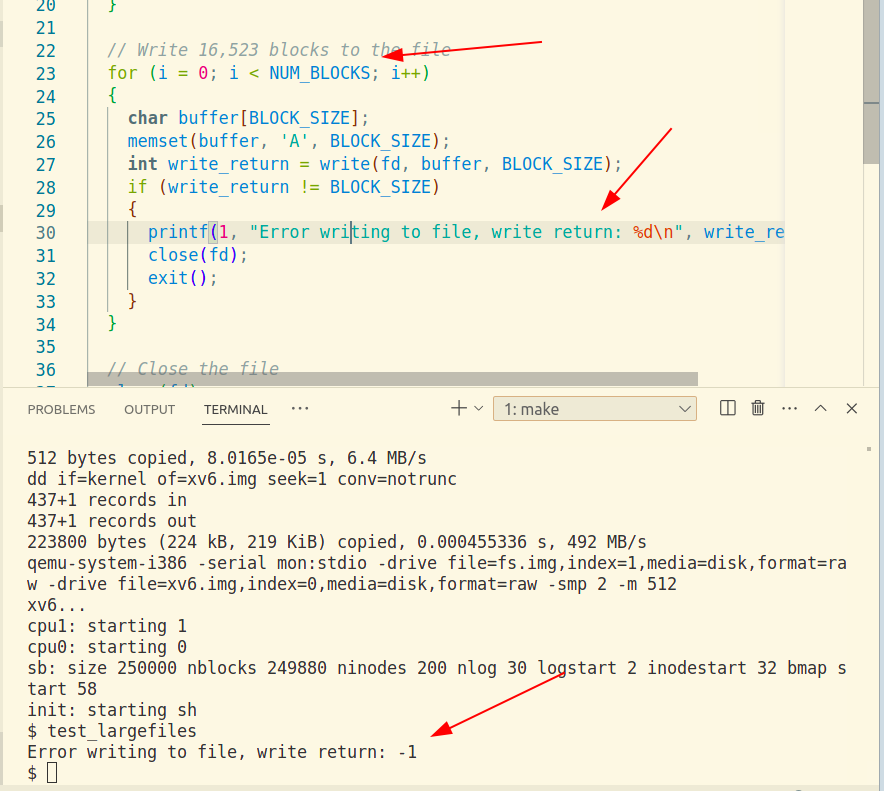 20 }
21
22 // Write 16,523 blocks to the file
23 for (i = 0; i < NUM_BLOCKS; i++)
24 {
25 char buffer[BLOCK_SIZE];
26 memset(buffer, 'A', BLOCK_SIZE);
27 int write_return = write(fd, buffer, BLOCK_SIZE);
28 if (write_return != BLOCK_SIZE)
29 {
30 printf(1, "Error writing to file, write return: %d\n", write_re
31 close(fd);
32 exit();
33 }
34 }
35
36 // Close the file
PROBLEMS OUTPUT TERMINAL ··· 1: make
512 bytes copied, 8.0165e-05 s, 6.4 MB/s
dd if=kernel of=xv6.img seek=1 conv=notrunc
437+1 records in
437+1 records out
223800 bytes (224 kB, 219 KiB) copied, 0.000455336 s, 492 MB/s
qemu-system-i386 -serial mon:stdio -drive file=fs.img,index=1,media=disk,format=ra
w -drive file=xv6.img,index=0,media=disk,format=raw -smp 2 -m 512
xv6...
cpu1: starting 1
cpu0: starting 0
sb: size 250000 nblocks 249880 ninodes 200 nlog 30 logstart 2 inodestart 32 bmap s
tart 58
init: starting sh
$ test_largefiles
Error writing to file, write return: -1
$